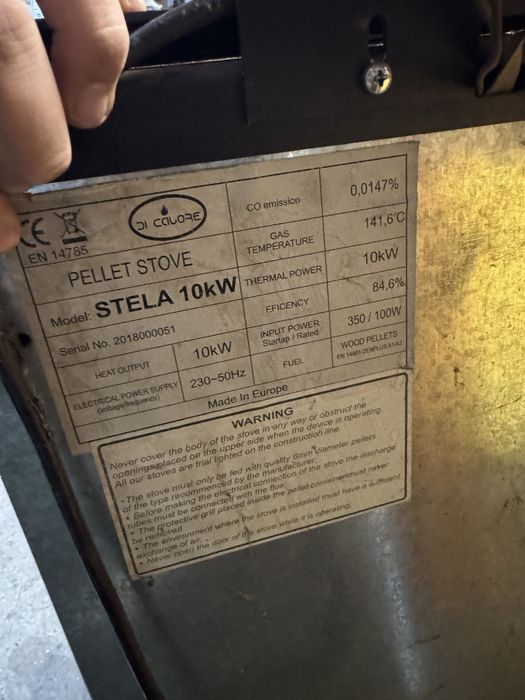 CE
EN 14785
DI CALORE
PELLET STOVE
Model: STELA 10kW
Serial No. 2018000051
HEAT OUTPUT 10kW
ELECTRICAL POWER SUPPLY
(voltage/frequency) 230~50Hz
CO emission 0,0147%
GAS
TEMPERATURE 141,6°C
THERMAL POWER 10kW
EFICENCY 84,6%
INPUT POWER
Startap / Rated 350 / 100W
FUEL WOOD PELLETS
Made In Europe
WARNING
Never cover the body of the stove in any way or obstruct the
openings placed on the upper side when the device is operating.
All our stoves are trial lighted on the construction line.
• The stove must only be fed with quality 6mm diameter pellets
of the type recommended by the manufacturer;
• Before making the electrical connection of the stove the discharge
tubes must be connected with the flue;
• The protective grill placed inside the pellet container must never
be removed
• The environment where the stove is installed must have a sufficient
exchange of air;
• Never open the door of the stove while it is operating;